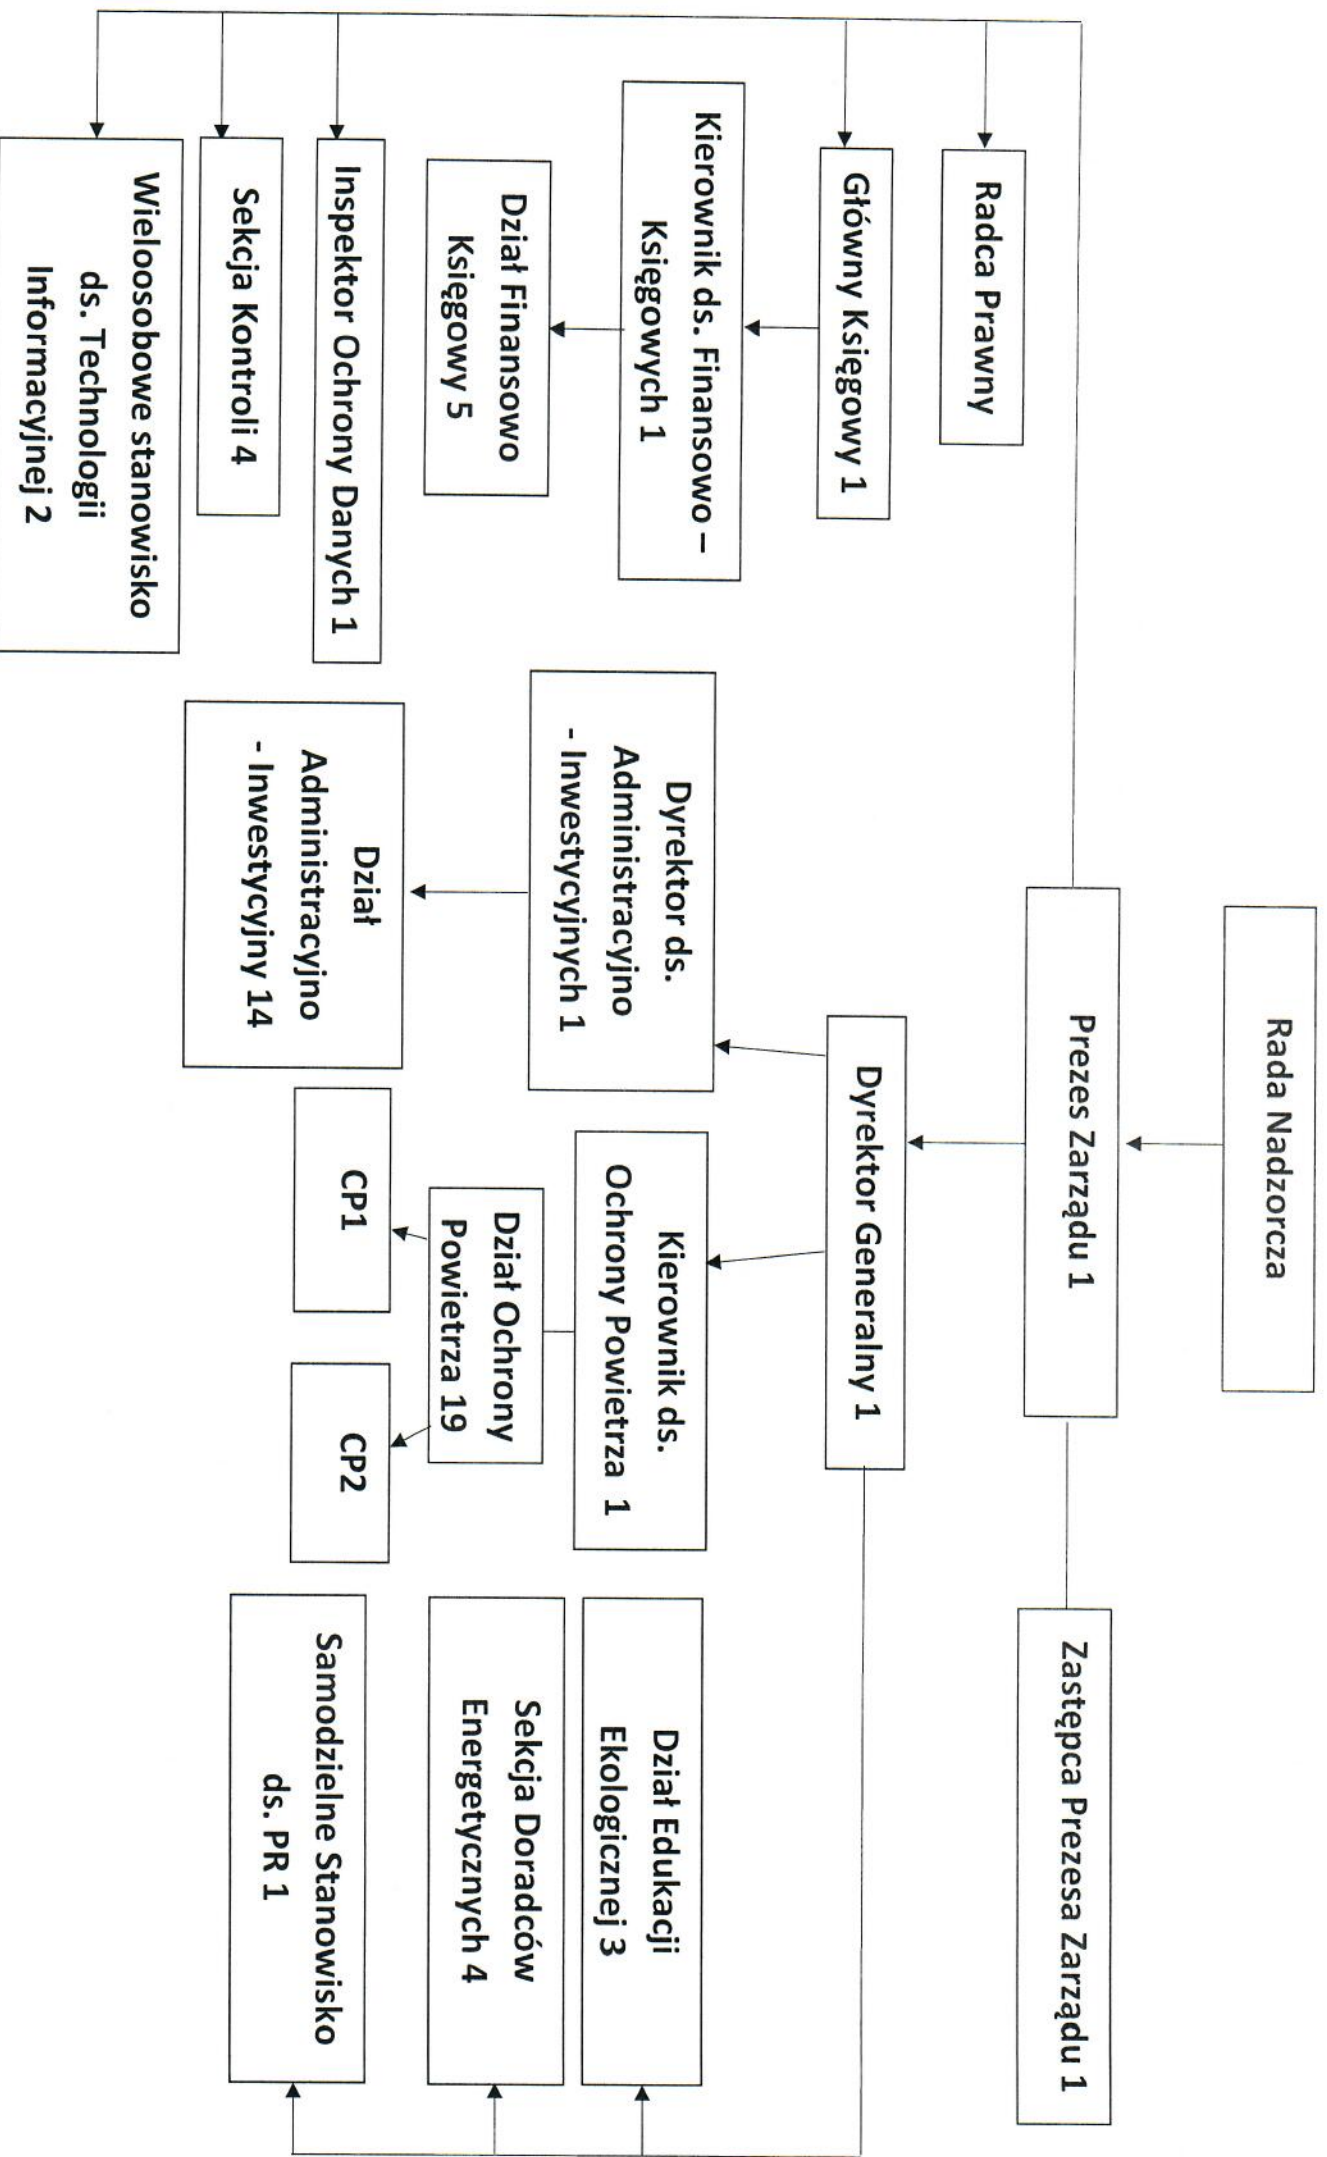 Rada Nadzorcza
Prezes Zarządu 1
Zastępca Prezesa Zarządu 1
Radca Prawny
Główny Księgowy 1
Kierownik ds. Finansowo –
Księgowych 1
Dział Finansowo
Księgowy 5
Inspektor Ochrony Danych 1
Sekcja Kontroli 4
Wieloosobowe stanowisko
ds. Technologii
Informacyjnej 2
Dyrektor Generalny 1
Dyrektor ds.
Administracyjno
- Inwestycyjnych 1
Dział
Administracyjno
- Inwestycyjny 14
Kierownik ds.
Ochrony Powietrza 1
Dział Ochrony
Powietrza 19
CP1
CP2
Dział Edukacji
Ekologicznej 3
Sekcja Doradców
Energetycznych 4
Samodzielne Stanowisko
ds. PR 1